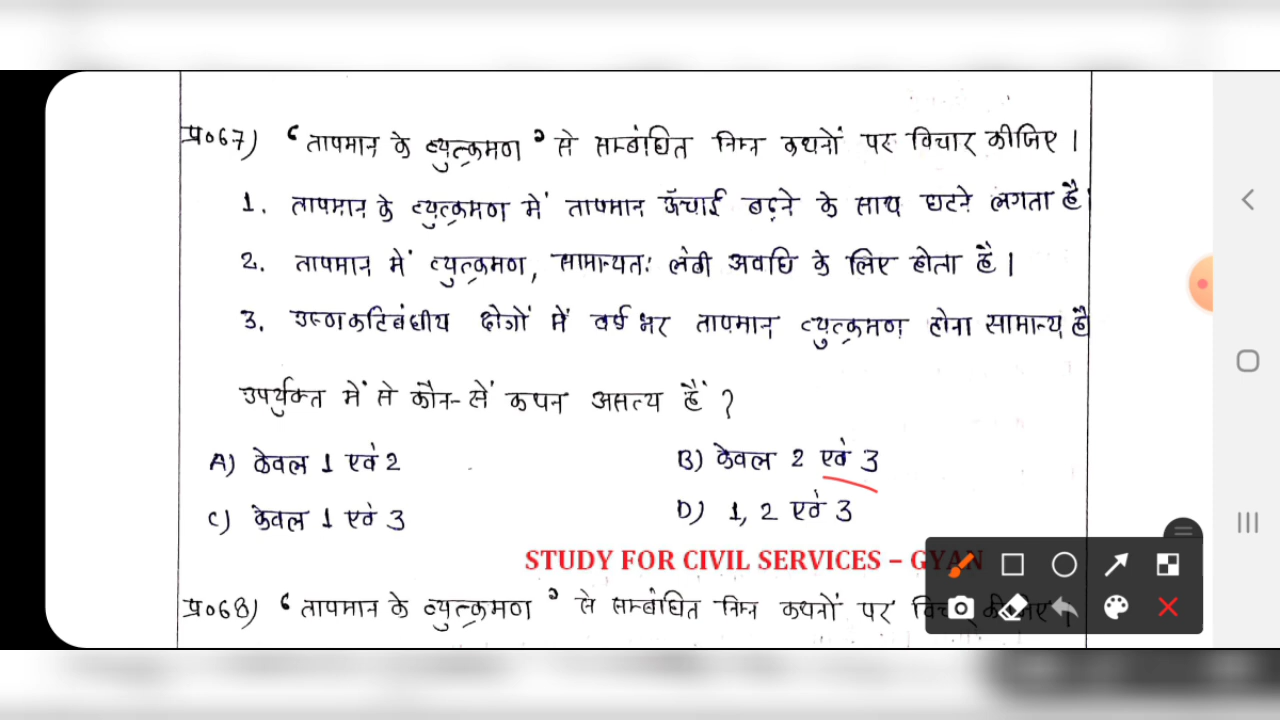 प्र०67) ‘तापमान के व्युत्क्रमण’ से सम्बंधित निम्न कथनों पर विचार कीजिए।
1. तापमान के व्युत्क्रमण में तापमान ऊँचाई बढ़ने के साथ घटने लगता है।
2. तापमान में व्युत्क्रमण, सामान्यतः लंबी अवधि के लिए होता है।
3. उष्णकटिबंधीय क्षेत्रों में वर्ष भर तापमान व्युत्क्रमण होना सामान्य है
उपर्युक्त में से कौन-से कथन असत्य हैं?
A) केवल 1 एवं 2
B) केवल 2 एवं 3
C) केवल 1 एवं 3
D) 1, 2 एवं 3
STUDY FOR CIVIL SERVICES – GYAN
प्र०68) ‘तापमान के व्युत्क्रमण’ से सम्बंधित निम्न कथनों पर